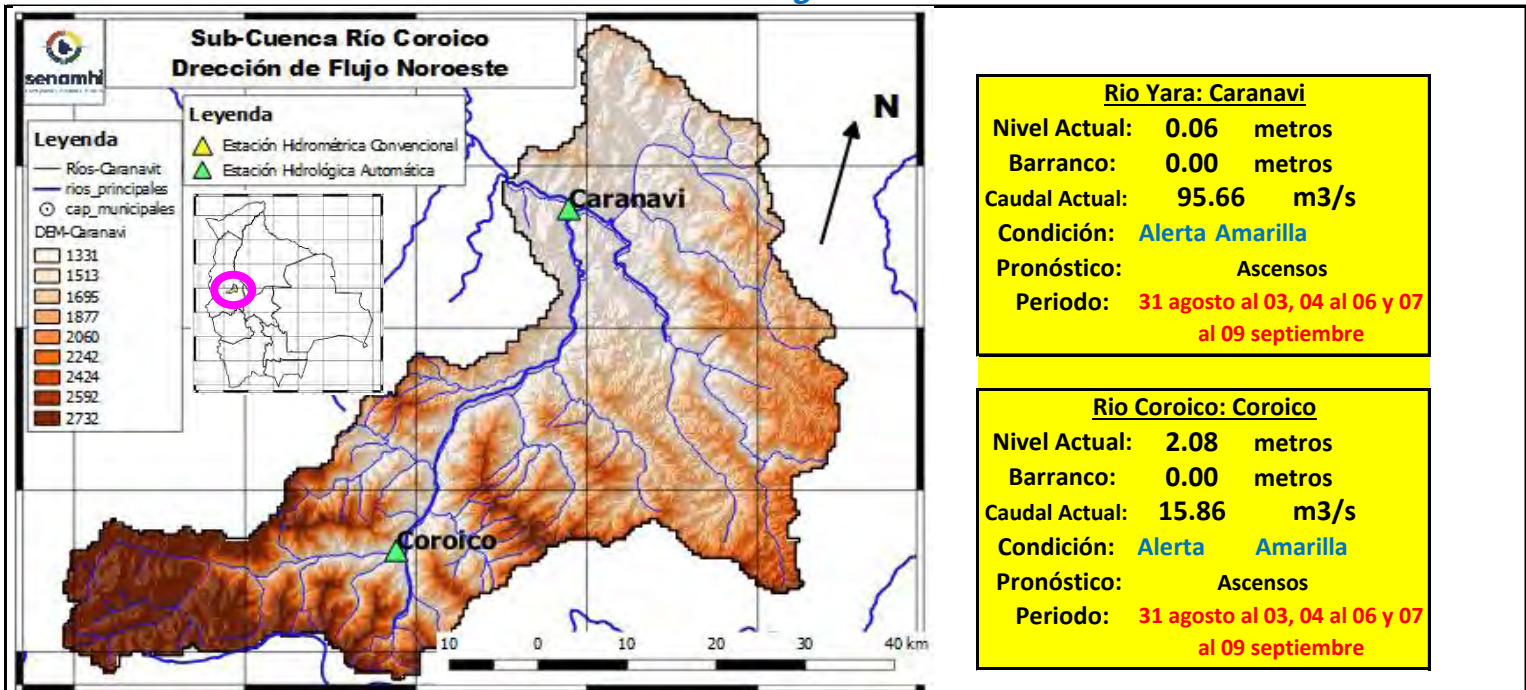 senamhi
Sub-Cuenca Río Coroico
Drección de Flujo Noroeste
Leyenda
Ríos-Caranavit
rios_principales
cap_municipales
DEM-Caranavi
1331
1513
1695
1877
2060
2242
2424
2592
2732
Leyenda
Estación Hidrométrica Convencional
Estación Hidrológica Automática
N
Caranavi
Coroico
10 0 10 20 30 40 km
Rio Yara: Caranavi
Nivel Actual: 0.06 metros
Barranco: 0.00 metros
Caudal Actual: 95.66 m3/s
Condición: Alerta Amarilla
Pronóstico: Ascensos
Periodo: 31 agosto al 03, 04 al 06 y 07
al 09 septiembre
Rio Coroico: Coroico
Nivel Actual: 2.08 metros
Barranco: 0.00 metros
Caudal Actual: 15.86 m3/s
Condición: Alerta Amarilla
Pronóstico: Ascensos
Periodo: 31 agosto al 03, 04 al 06 y 07
al 09 septiembre